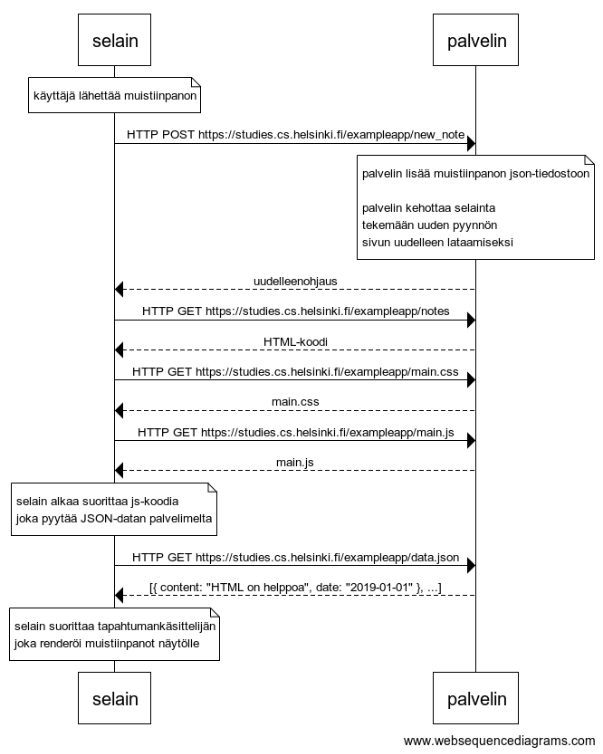 selain
palvelin
käyttäjä lähettää muistiinpanon
HTTP POST https://studies.cs.helsinki.fi/exampleapp/new_note
palvelin lisää muistiinpanon json-tiedostoon
palvelin kehottaa selainta
tekemään uuden pyynnön
sivun uudelleen lataamiseksi
uudelleenohjaus
HTTP GET https://studies.cs.helsinki.fi/exampleapp/notes
HTML-koodi
HTTP GET https://studies.cs.helsinki.fi/exampleapp/main.css
main.css
HTTP GET https://studies.cs.helsinki.fi/exampleapp/main.js
main.js
selain alkaa suorittaa js-koodia
joka pyytää JSON-datan palvelimelta
HTTP GET https://studies.cs.helsinki.fi/exampleapp/data.json
[{ content: "HTML on helppoa", date: "2019-01-01" }, ...]
selain suorittaa tapahtumankäsittelijän
joka renderöi muistiinpanot näytölle
selain
palvelin
www.websequencediagrams.com